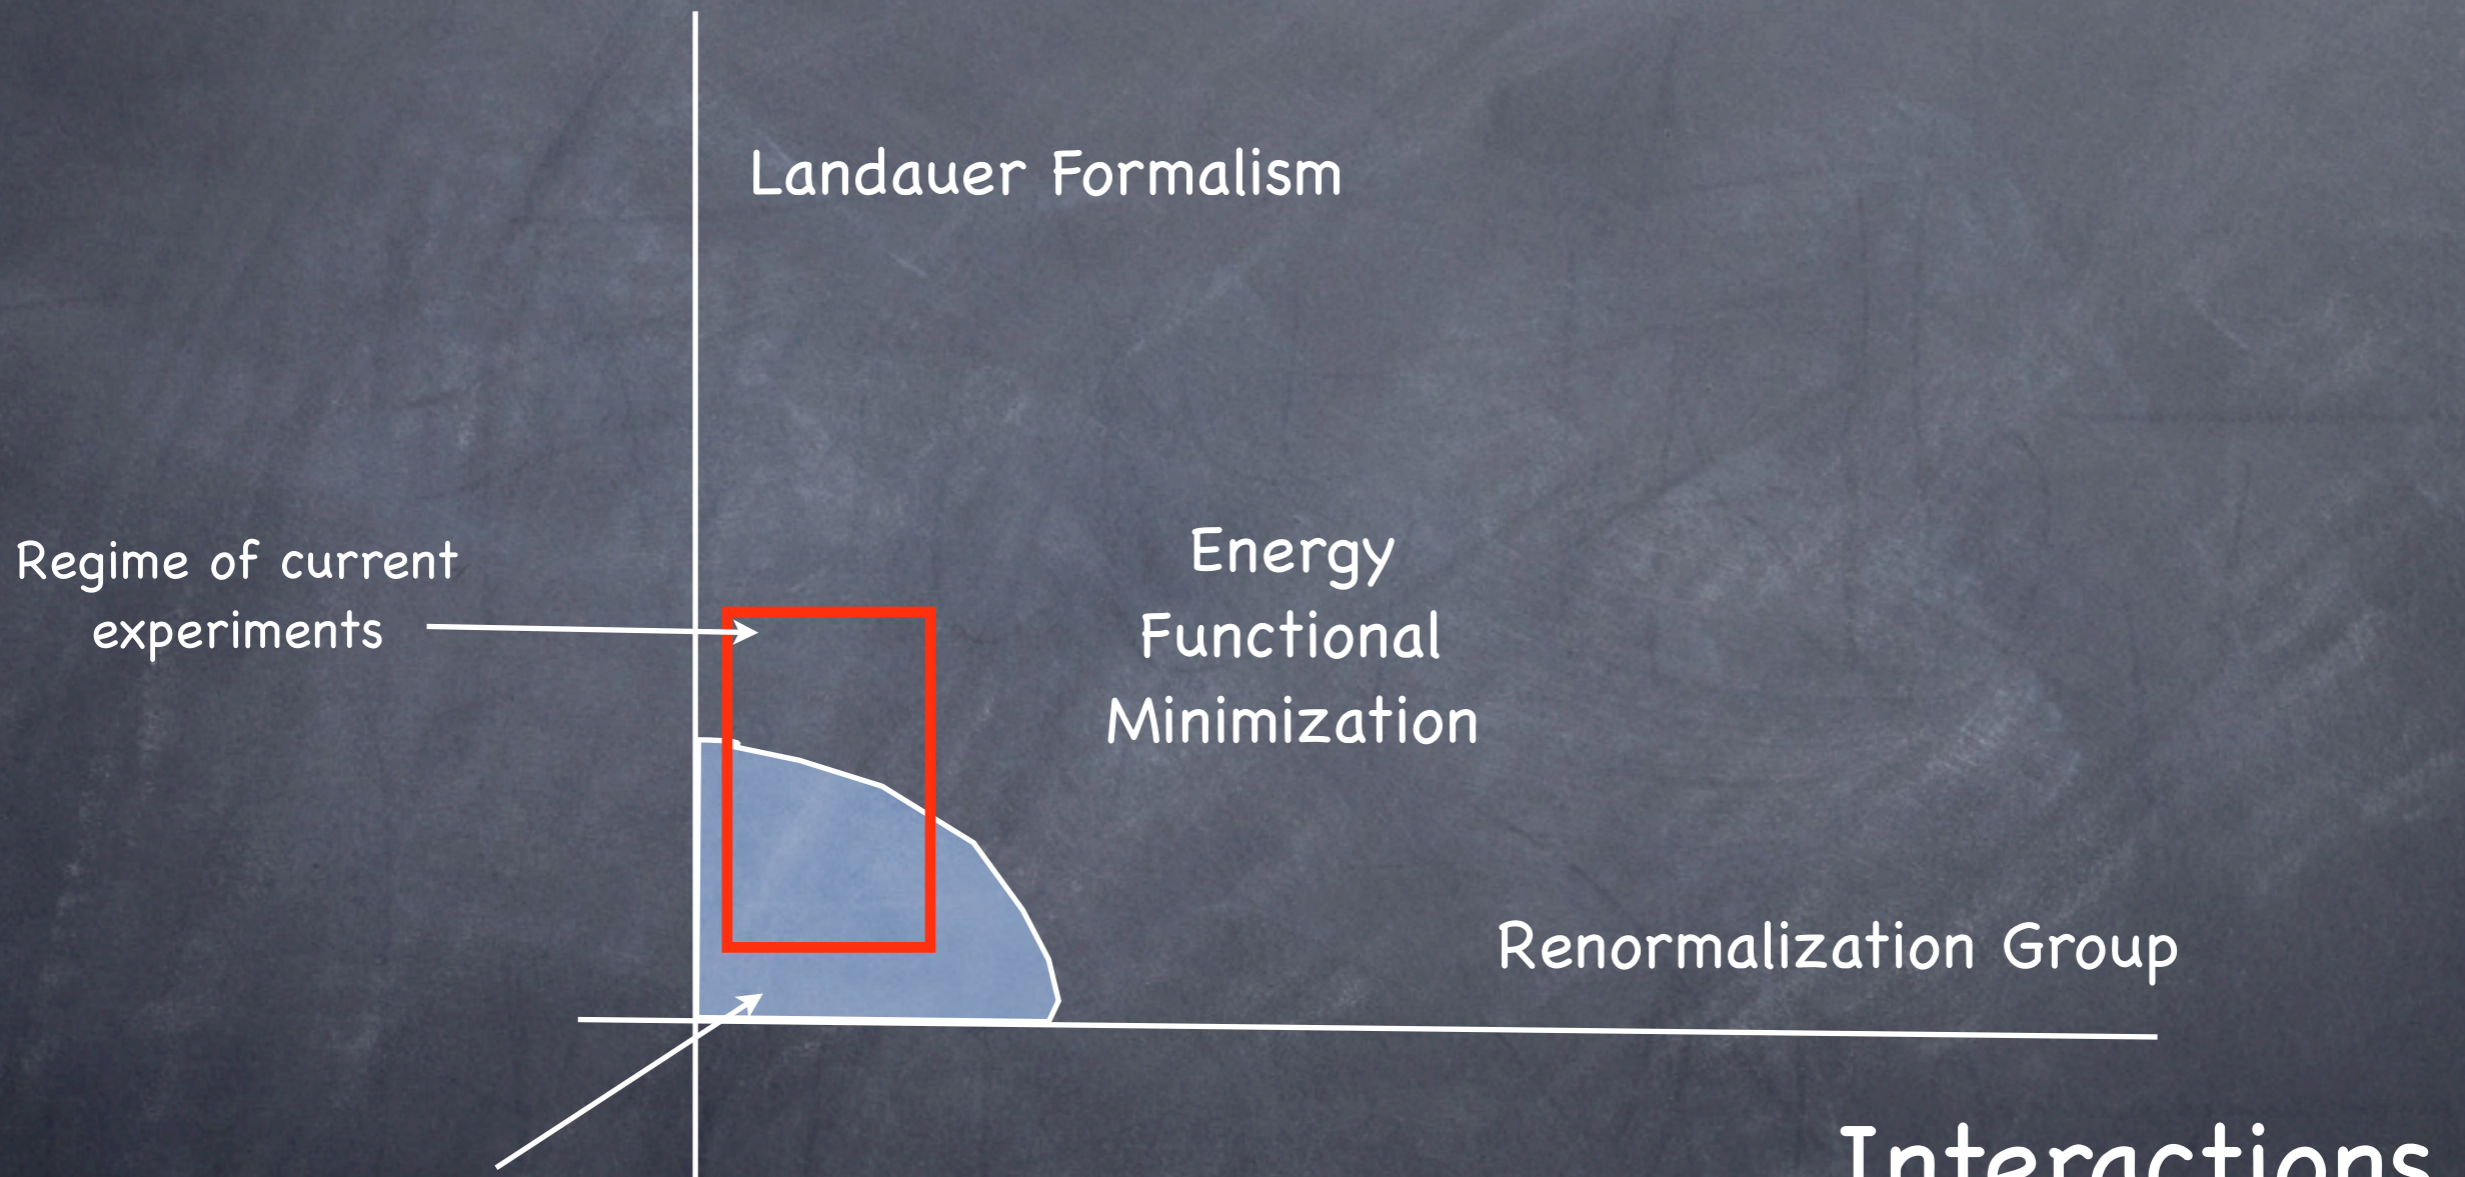 Landauer Formalism
Regime of current
experiments
Energy
Functional
Minimization
Renormalization Group
Interactions